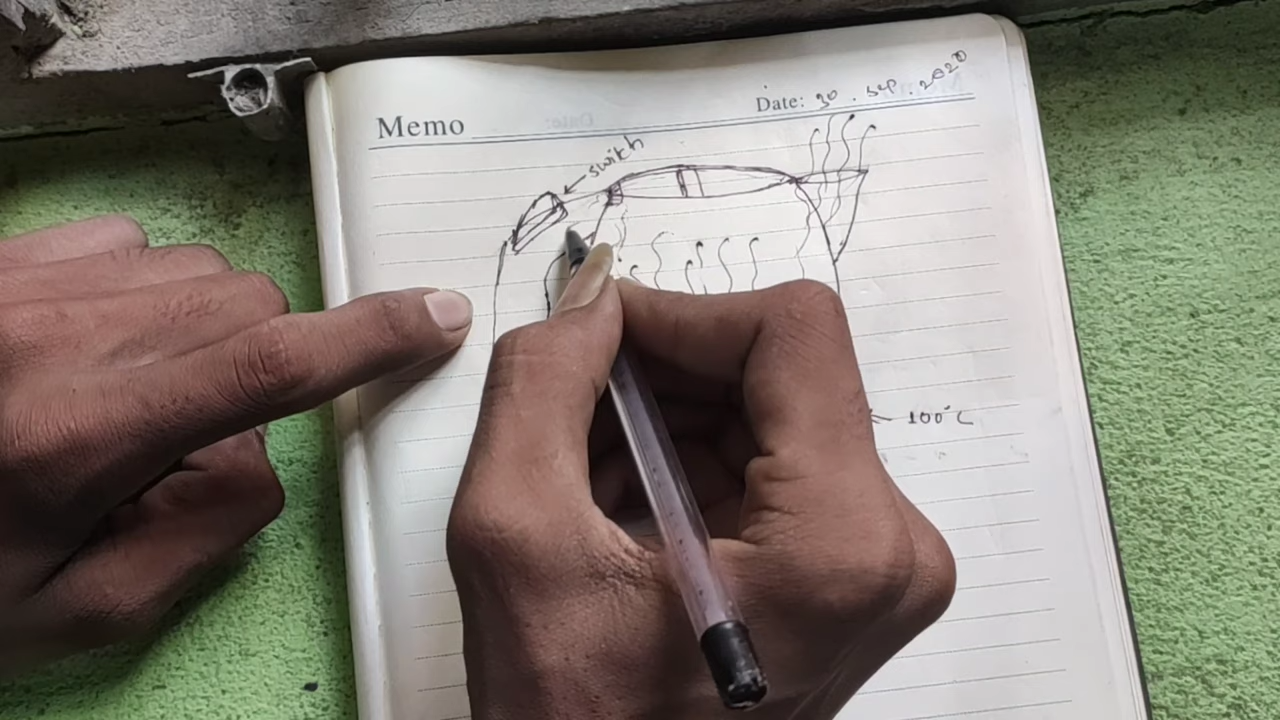 Memo
Date: 30 . Sep . 2020
switch
← 100°C